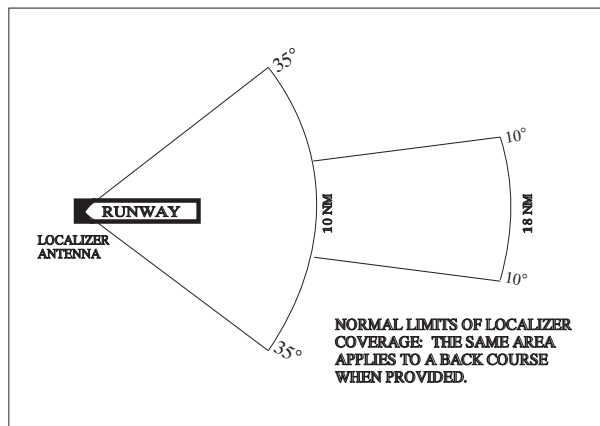 35°
10°
RUNWAY
10 NM
18 NM
LOCALIZER
ANTENNA
10°
35°
NORMAL LIMITS OF LOCALIZER
COVERAGE: THE SAME AREA
APPLIES TO A BACK COURSE
WHEN PROVIDED.